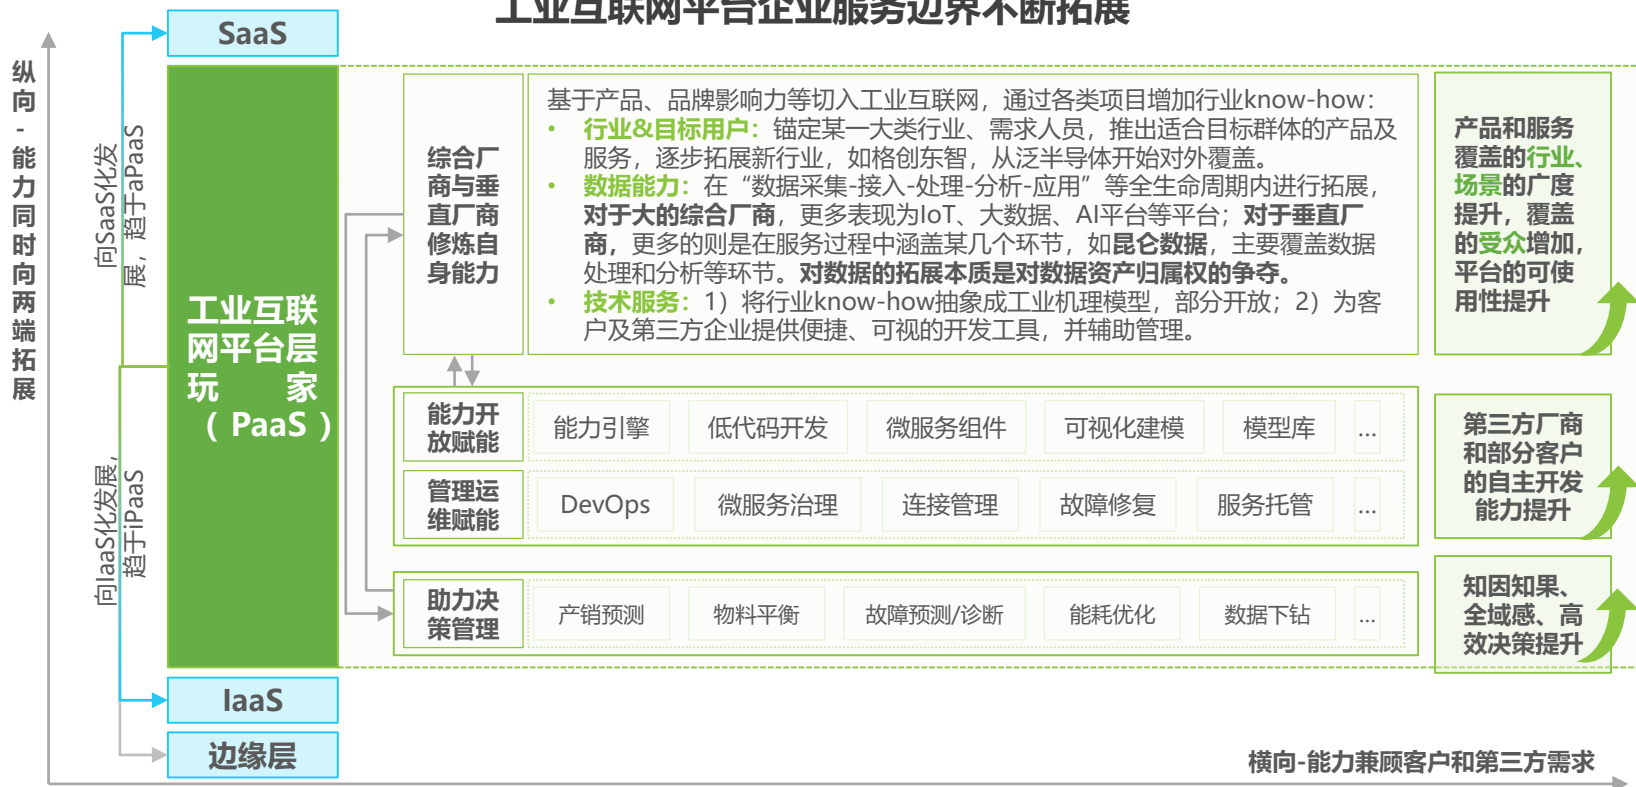 工业互联网平台企业服务边界不断拓展
纵向-能力同时向两端拓展
SaaS
向SaaS化发
展，趋于aPaaS
向IaaS化发展，
趋于iPaaS
工业互联
网平台层
玩 家
（PaaS）
IaaS
边缘层
综合厂
商与垂
直厂商
修炼自
身能力
基于产品、品牌影响力等切入工业互联网，通过各类项目增加行业know-how：
• 行业&目标用户：锚定某一大类行业、需求人员，推出适合目标群体的产品及
服务，逐步拓展新行业，如格创东智，从泛半导体开始对外覆盖。
• 数据能力：在“数据采集-接入-处理-分析-应用”等全生命周期内进行拓展，
对于大的综合厂商，更多表现为IoT、大数据、AI平台等平台；对于垂直厂
商，更多的则是在服务过程中涵盖某几个环节，如昆仑数据，主要覆盖数据
处理和分析等环节。对数据的拓展本质是对数据资产归属权的争夺。
• 技术服务：1）将行业know-how抽象成工业机理模型，部分开放；2）为客
户及第三方企业提供便捷、可视的开发工具，并辅助管理。
产品和服务
覆盖的行业、
场景的广度
提升，覆盖
的受众增加，
平台的可使
用性提升
能力开
放赋能
能力引擎 低代码开发 微服务组件 可视化建模 模型库 ...
管理运
维赋能
DevOps 微服务治理 连接管理 故障修复 服务托管 ...
第三方厂商
和部分客户
的自主开发
能力提升
助力决
策管理
产销预测 物料平衡 故障预测/诊断 能耗优化 数据下钻 ...
知因知果、
全域感、高
效决策提升
横向-能力兼顾客户和第三方需求